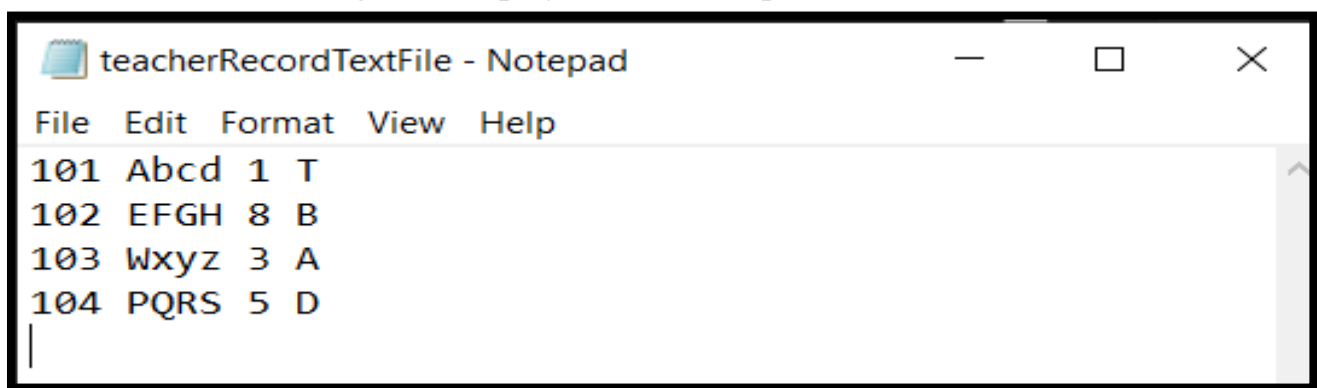 teacherRecordTextFile - Notepad
File Edit Format View Help
101 Abcd 1 T
102 EFGH 8 B
103 Wxyz 3 A
104 PQRS 5 D